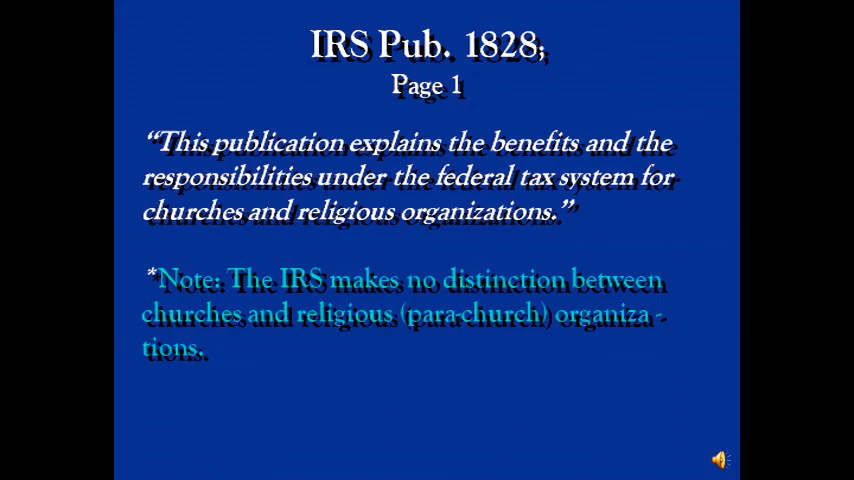 IRS Pub. 1828;
Page 1
“This publication explains the benefits and the
responsibilities under the federal tax system for
churches and religious organizations.”
*Note: The IRS makes no distinction between
churches and religious (para-church) organiza -
tions.